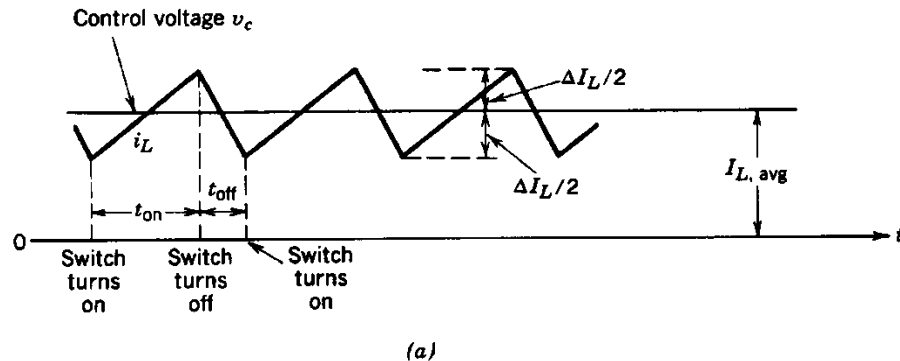 Control voltage v_c
ΔI_L/2
i_L
ΔI_L/2
I_L, avg
t_off
t_on
0
t
Switch turns on
Switch turns off
Switch turns on
(a)